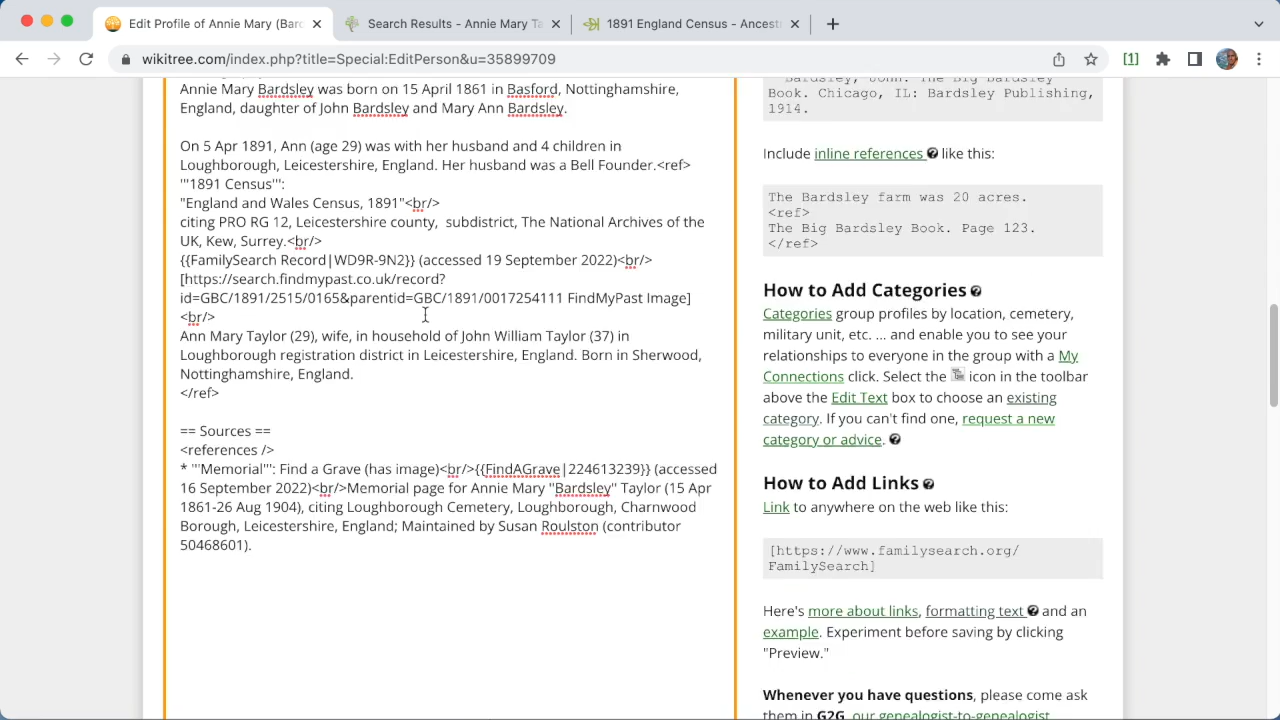 Edit Profile of Annie Mary (Bar
Search Results - Annie Mary Ta
1891 England Census - Ancest
wikitree.com/index.php?title=Special:EditPerson&u=35899709
[1]
Annie Mary Bardsley was born on 15 April 1861 in Basford, Nottinghamshire,
England, daughter of John Bardsley and Mary Ann Bardsley.
On 5 Apr 1891, Ann (age 29) was with her husband and 4 children in
Loughborough, Leicestershire, England. Her husband was a Bell Founder.<ref>
'''1891 Census''':
"England and Wales Census, 1891"<br/>
citing PRO RG 12, Leicestershire county,  subdistrict, The National Archives of the
UK, Kew, Surrey.<br/>
{{FamilySearch Record|WD9R-9N2}} (accessed 19 September 2022)<br/>
[https://search.findmypast.co.uk/record?
id=GBC/1891/2515/0165&parentid=GBC/1891/0017254111 FindMyPast Image]
<br/>
Ann Mary Taylor (29), wife, in household of John William Taylor (37) in
Loughborough registration district in Leicestershire, England. Born in Sherwood,
Nottinghamshire, England.
</ref>
== Sources ==
<references />
* '''Memorial''': Find a Grave (has image)<br/>{{FindAGrave|224613239}} (accessed
16 September 2022)<br/>Memorial page for Annie Mary ''Bardsley'' Taylor (15 Apr
1861-26 Aug 1904), citing Loughborough Cemetery, Loughborough, Charnwood
Borough, Leicestershire, England; Maintained by Susan Roulston (contributor
50468601).
Bardsley, John. The Big Bardsley
Book. Chicago, IL: Bardsley Publishing,
1914.
Include inline references ? like this:
The Bardsley farm was 20 acres.
<ref>
The Big Bardsley Book. Page 123.
</ref>
How to Add Categories ?
Categories group profiles by location, cemetery,
military unit, etc. ... and enable you to see your
relationships to everyone in the group with a My
Connections click. Select the icon in the toolbar
above the Edit Text box to choose an existing
category. If you can't find one, request a new
category or advice. ?
How to Add Links ?
Link to anywhere on the web like this:
[https://www.familysearch.org/
FamilySearch]
Here's more about links, formatting text ? and an
example. Experiment before saving by clicking
"Preview."
Whenever you have questions, please come ask
them in G2G, our genealogist-to-genealogist